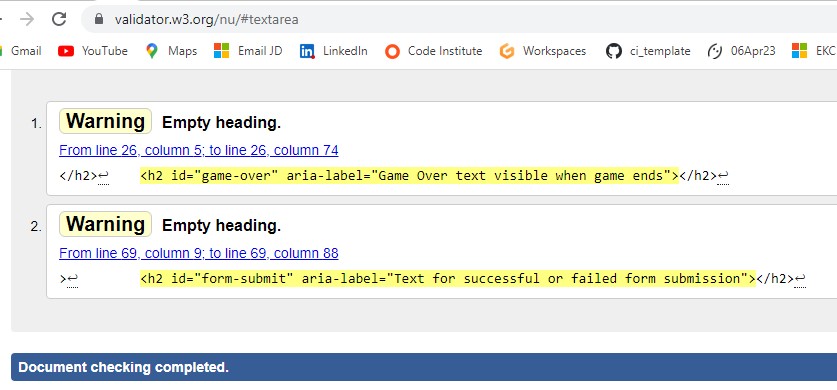 validator.w3.org/nu/#textarea
Gmail YouTube Maps Email JD LinkedIn Code Institute Workspaces ci_template 06Apr23 EKC
1. Warning Empty heading.
From line 26, column 5; to line 26, column 74
</h2>↩ <h2 id="game-over" aria-label="Game Over text visible when game ends"></h2>↩
2. Warning Empty heading.
From line 69, column 9; to line 69, column 88
>↩ <h2 id="form-submit" aria-label="Text for successful or failed form submission"></h2>↩
Document checking completed.